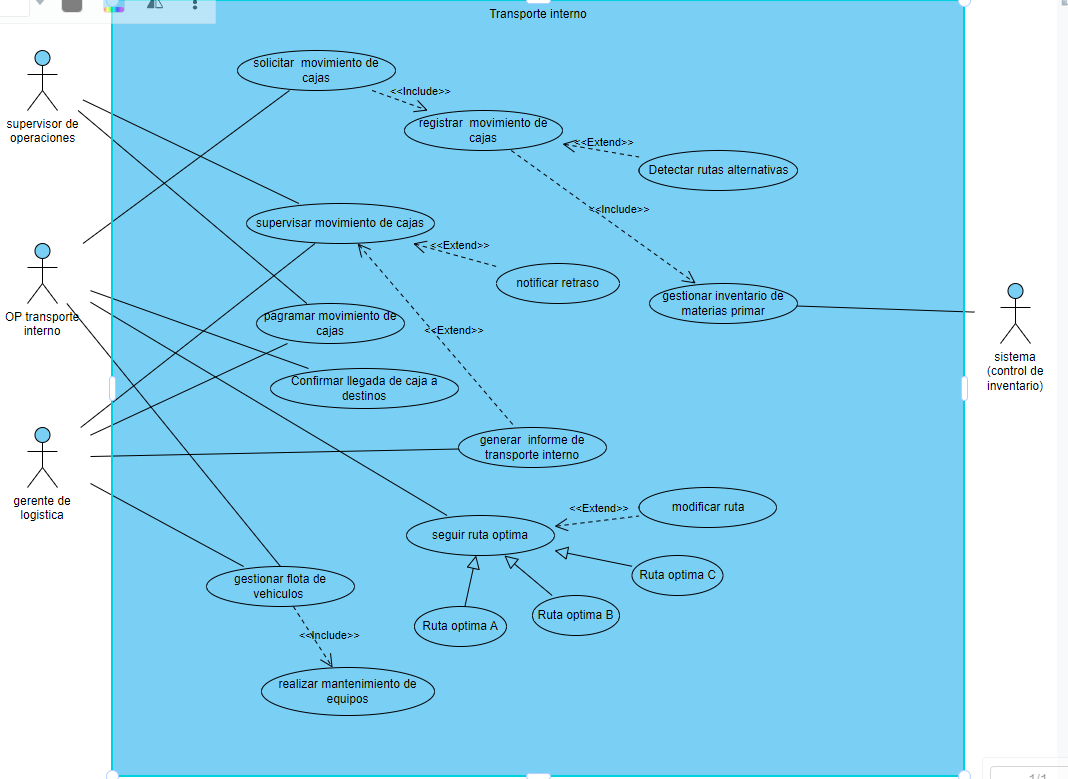 Transporte interno
solicitar movimiento de
cajas
<<Include>>
registrar movimiento de
cajas
<<Extend>>
Detectar rutas alternativas
supervisor de
operaciones
<<Include>>
supervisar movimiento de cajas
<<Extend>>
notificar retraso
gestionar inventario de
materias primar
OP transporte
interno
pagramar movimiento de
cajas
<<Extend>>
sistema
(control de
inventario)
Confirmar llegada de caja a
destinos
generar informe de
transporte interno
gerente de
logistica
<<Extend>>
modificar ruta
seguir ruta optima
gestionar flota de
vehiculos
Ruta optima C
Ruta optima B
Ruta optima A
<<Include>>
realizar mantenimiento de
equipos
1/1